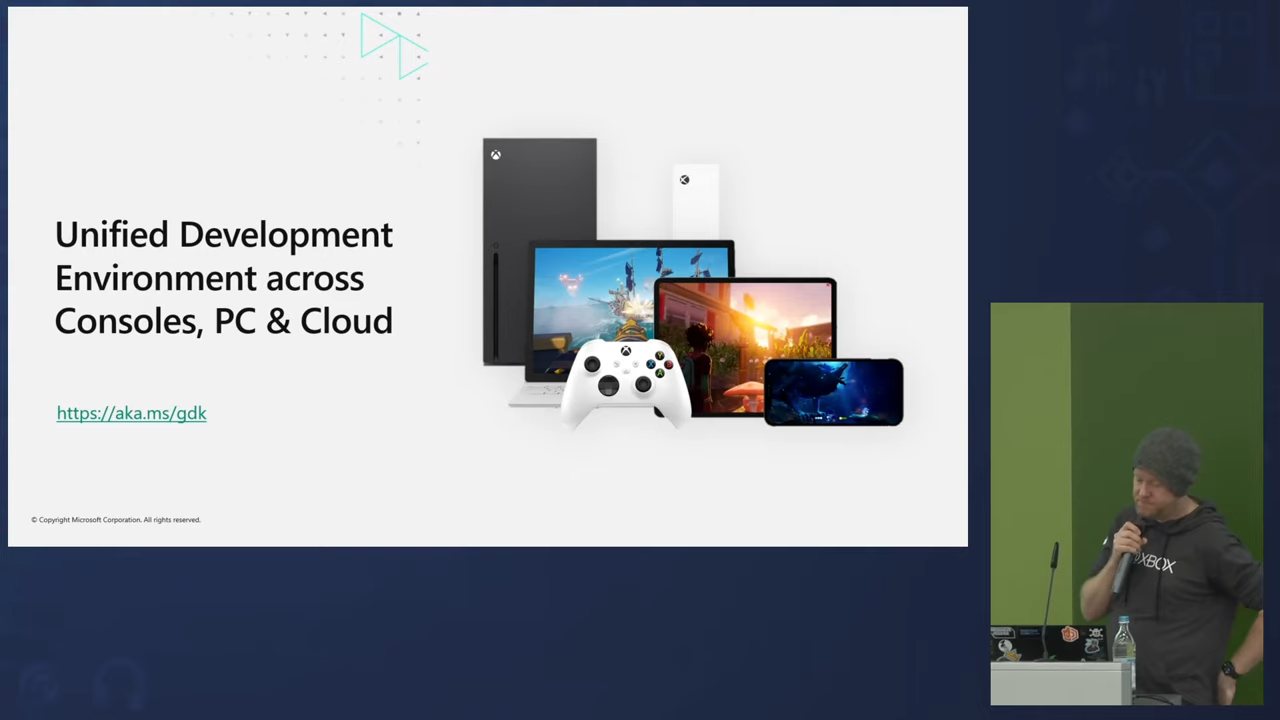 Unified Development
Environment across
Consoles, PC & Cloud
https://aka.ms/gdk
© Copyright Microsoft Corporation. All rights reserved.
XBOX